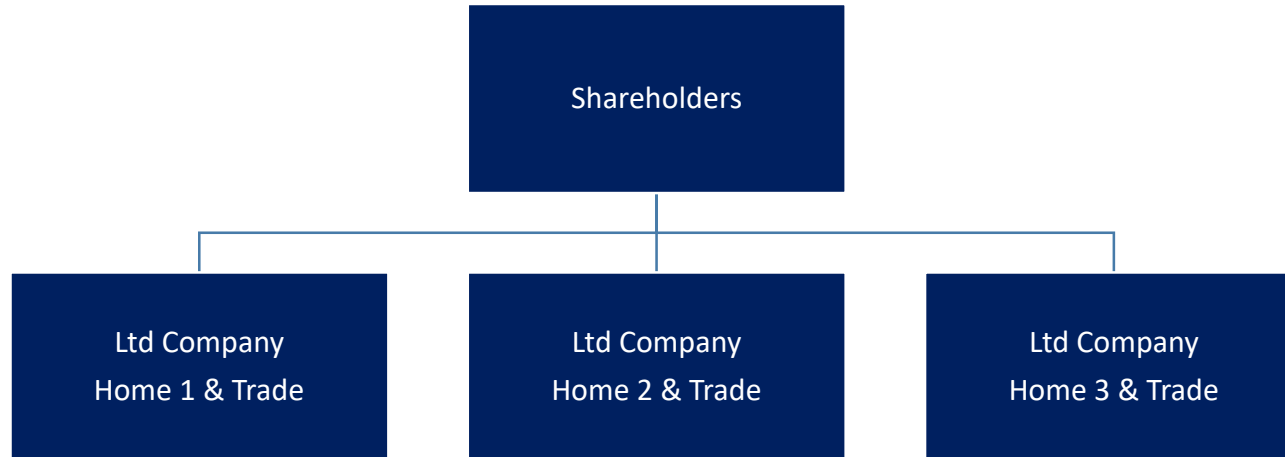 Shareholders
Ltd Company
Home 1 & Trade
Ltd Company
Home 2 & Trade
Ltd Company
Home 3 & Trade